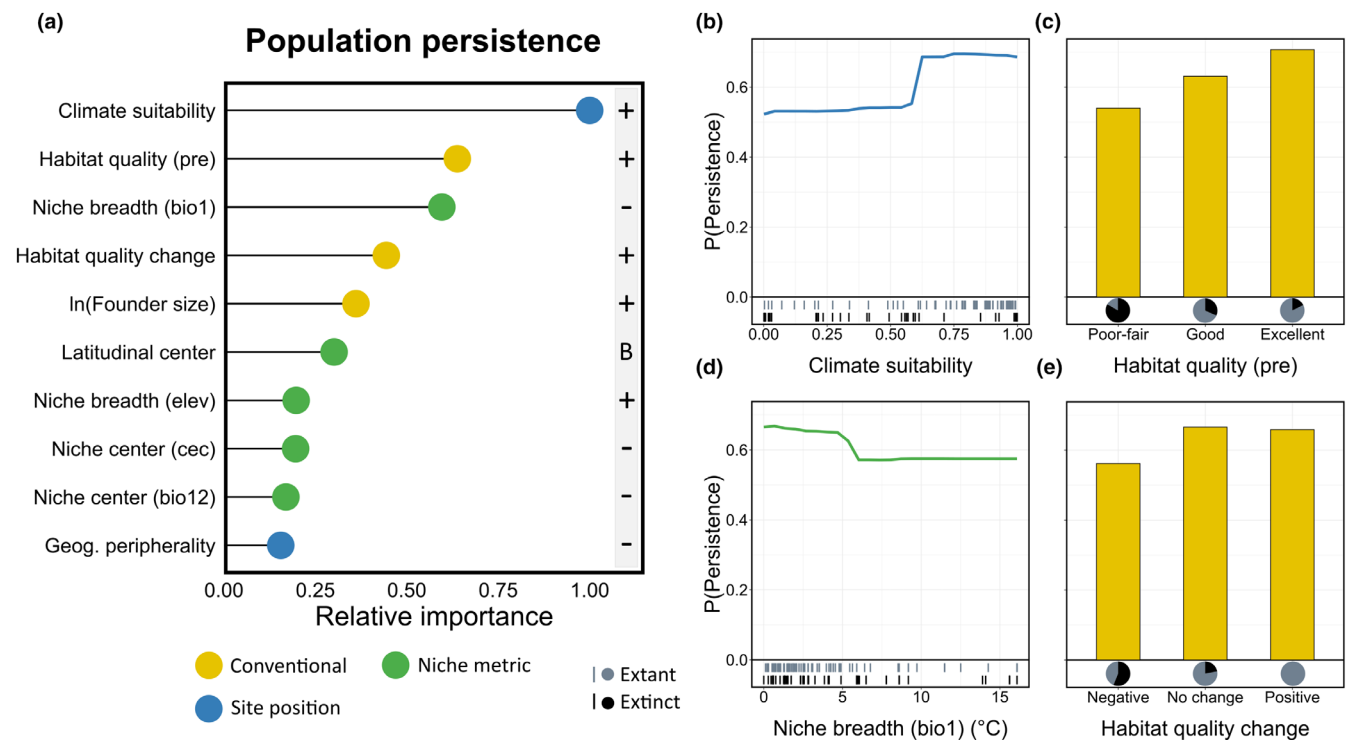 (a)
Population persistence
Climate suitability +
Habitat quality (pre) +
Niche breadth (bio1) -
Habitat quality change +
ln(Founder size) +
Latitudinal center B
Niche breadth (elev) +
Niche center (cec) -
Niche center (bio12) -
Geog. peripherality -
0.00 0.25 0.50 0.75 1.00
Relative importance
Conventional
Niche metric
Site position
Extant
Extinct
(b)
P(Persistence)
0.6
0.4
0.2
0.0
0.00 0.25 0.50 0.75 1.00
Climate suitability
(c)
Poor-fair Good Excellent
Habitat quality (pre)
(d)
P(Persistence)
0.6
0.4
0.2
0.0
0 5 10 15
Niche breadth (bio1) (°C)
(e)
Negative No change Positive
Habitat quality change